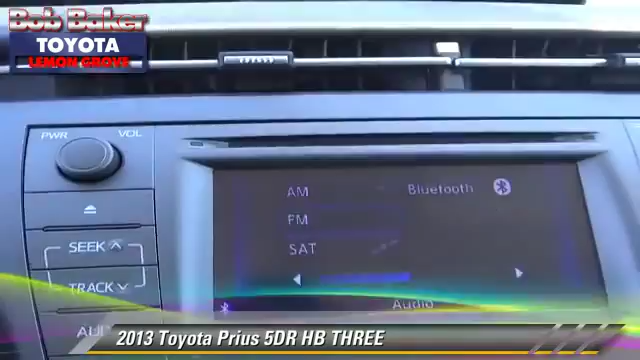 Bob Baker
TOYOTA
LEMON GROVE
PWR
VOL
AM
Bluetooth
FM
SEEK
SAT
TRACK
Audio
2013 Toyota Prius 5DR HB THREE